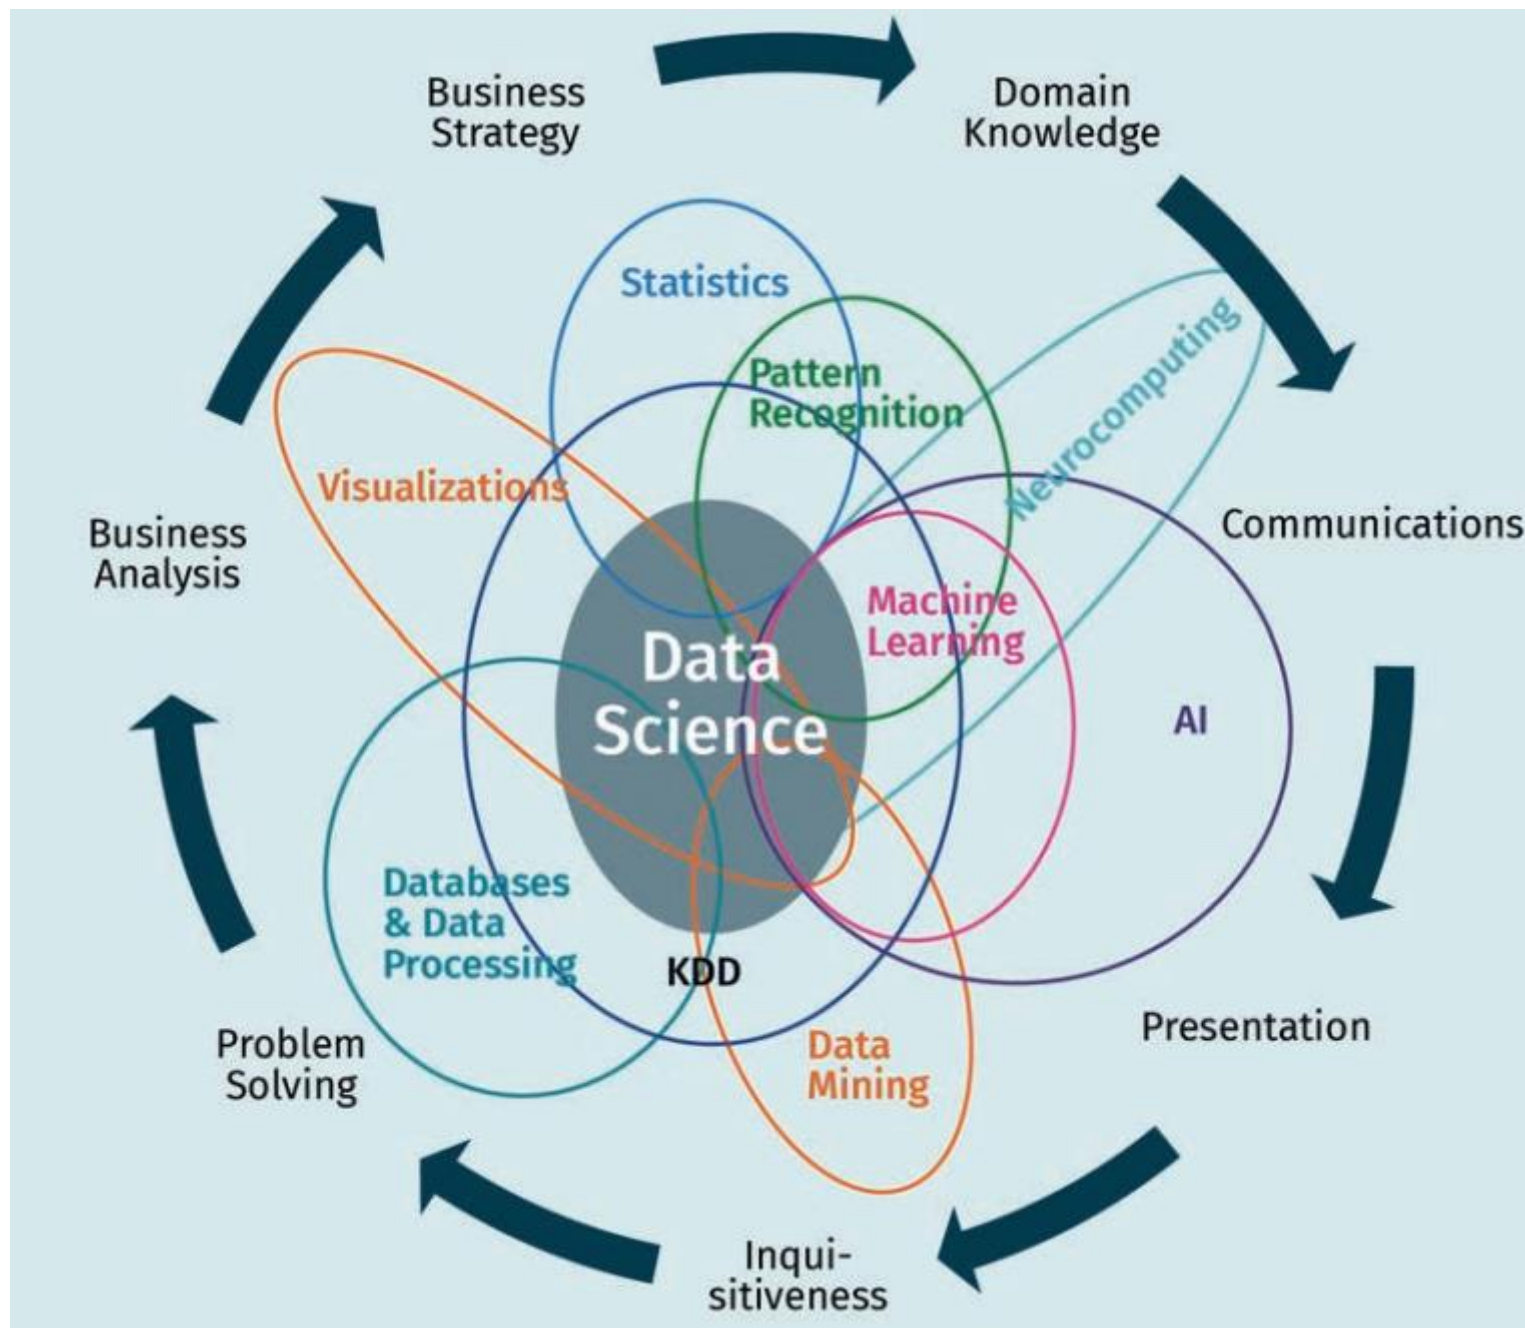 Business
Strategy
Domain
Knowledge
Statistics
Pattern
Recognition
Neurocomputing
Visualizations
Business
Analysis
Communications
Machine
Learning
Data
Science
AI
Databases
& Data
Processing
KDD
Problem
Solving
Data
Mining
Presentation
Inqui-
sitiveness